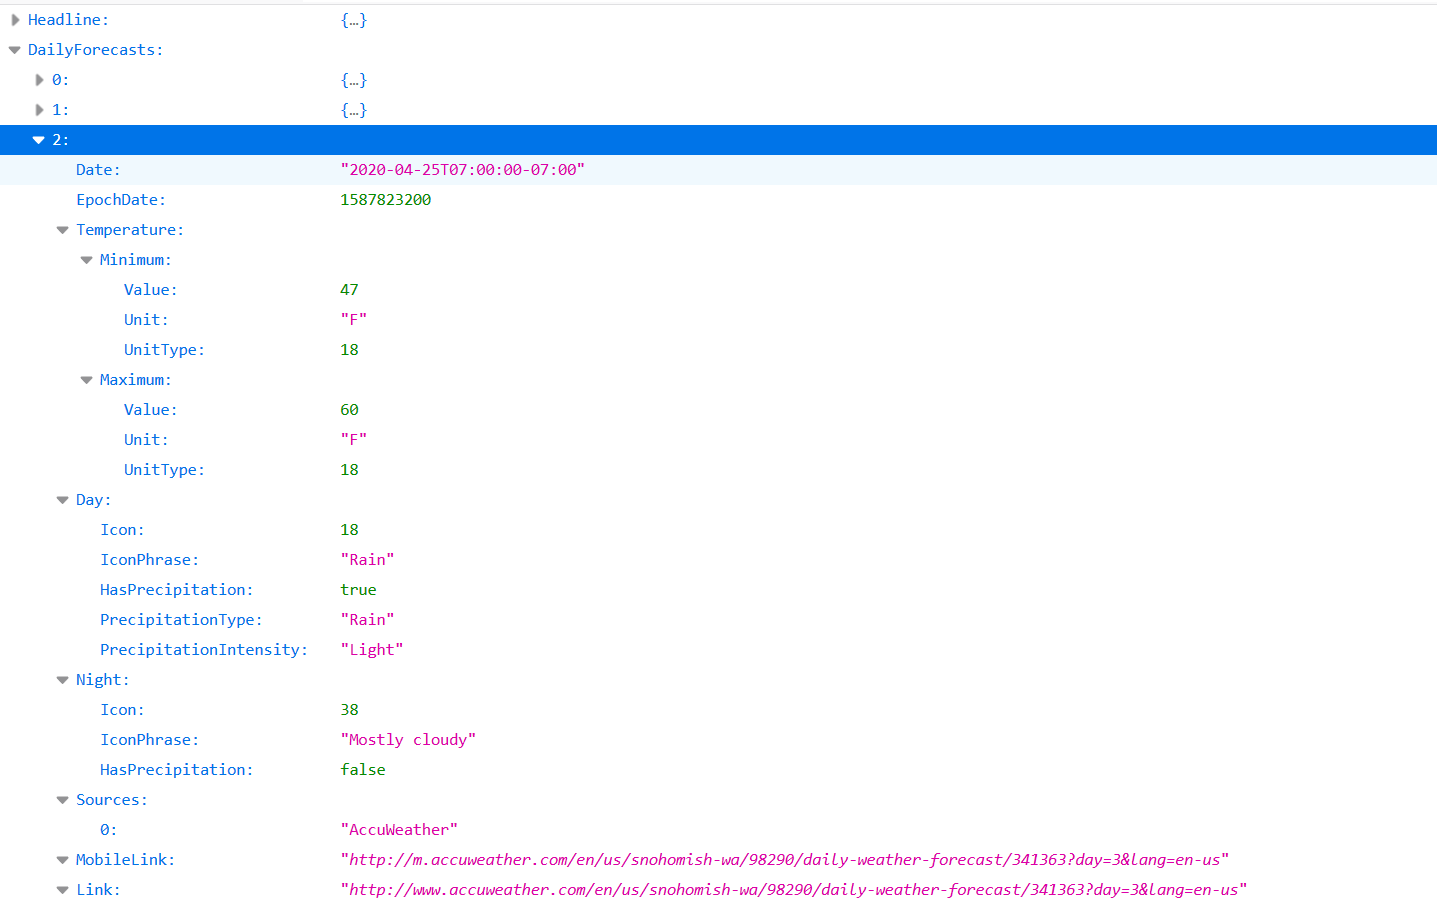 Headline: {…}
DailyForecasts:
0: {…}
1: {…}
2:
Date: "2020-04-25T07:00:00-07:00"
EpochDate: 1587823200
Temperature:
Minimum:
Value: 47
Unit: "F"
UnitType: 18
Maximum:
Value: 60
Unit: "F"
UnitType: 18
Day:
Icon: 18
IconPhrase: "Rain"
HasPrecipitation: true
PrecipitationType: "Rain"
PrecipitationIntensity: "Light"
Night:
Icon: 38
IconPhrase: "Mostly cloudy"
HasPrecipitation: false
Sources:
0: "AccuWeather"
MobileLink: "http://m.accuweather.com/en/us/snohomish-wa/98290/daily-weather-forecast/341363?day=3&lang=en-us"
Link: "http://www.accuweather.com/en/us/snohomish-wa/98290/daily-weather-forecast/341363?day=3&lang=en-us"